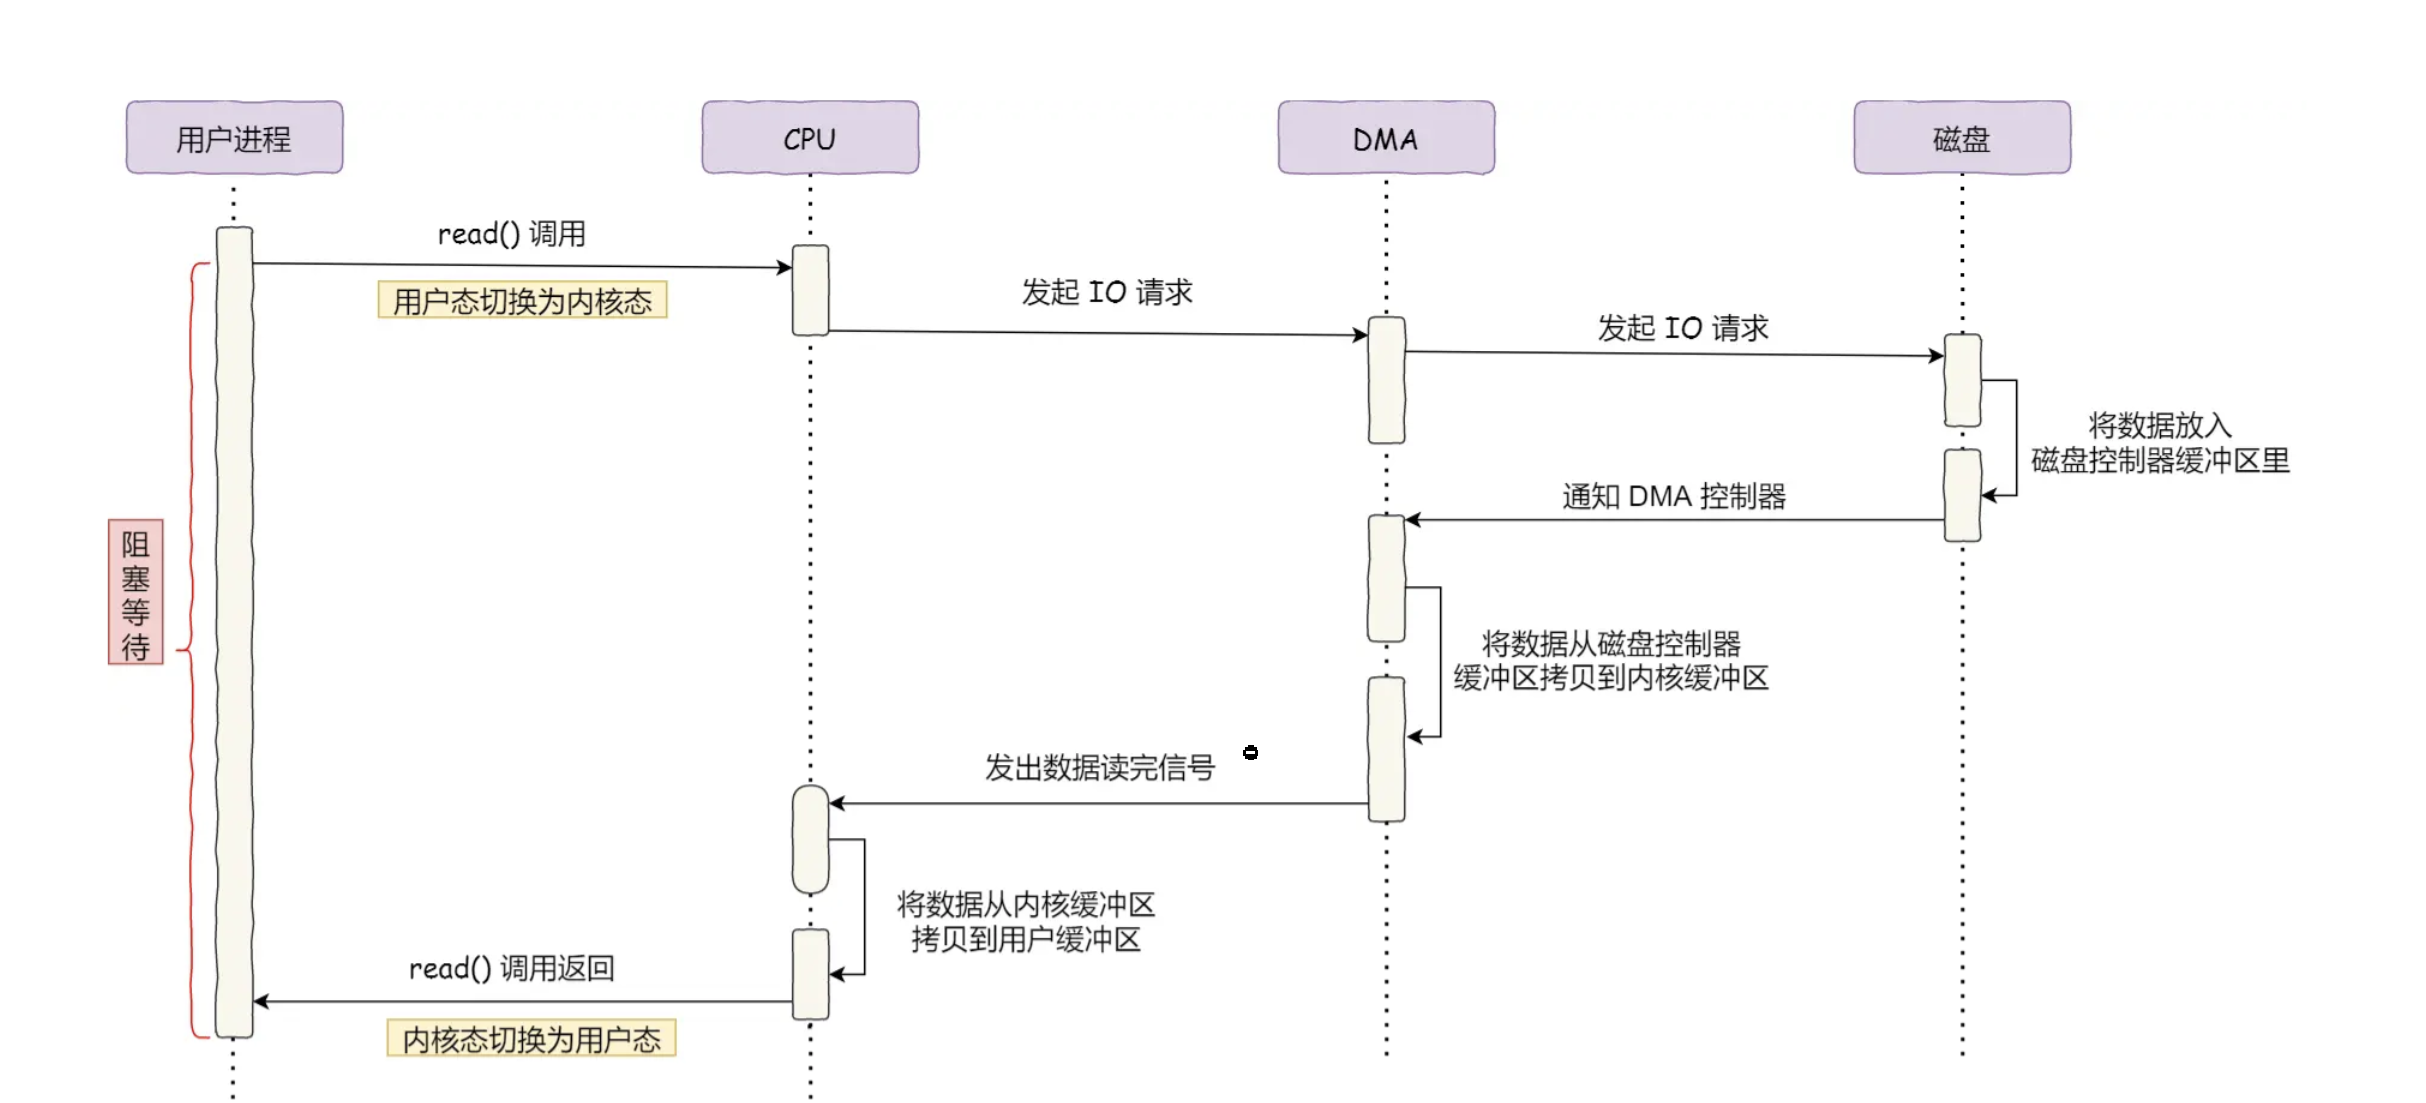 用户进程
CPU
DMA
磁盘
read() 调用
用户态切换为内核态
发起 IO 请求
发起 IO 请求
将数据放入
磁盘控制器缓冲区里
通知 DMA 控制器
阻
塞
等
待
将数据从磁盘控制器
缓冲区拷贝到内核缓冲区
发出数据读完信号
将数据从内核缓冲区
拷贝到用户缓冲区
read() 调用返回
内核态切换为用户态